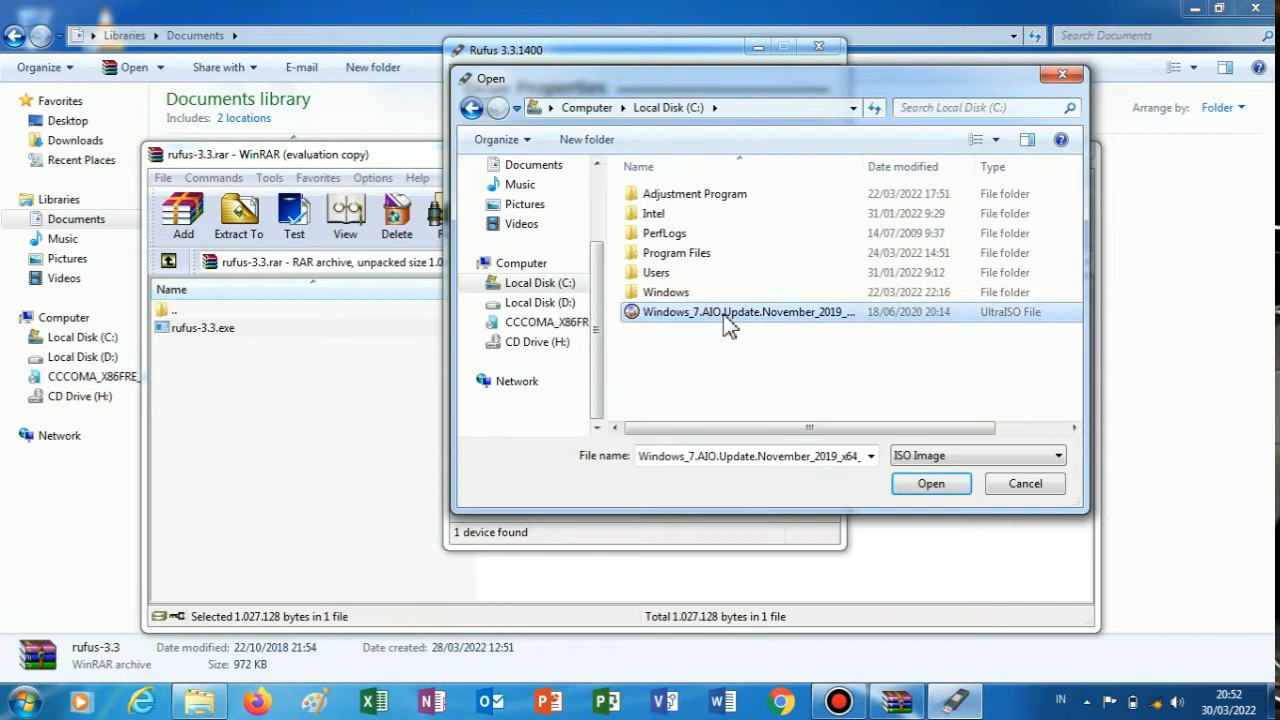 Libraries
Documents
Search Documents
Organize
Open
Share with
E-mail
New folder
Favorites
Desktop
Downloads
Recent Places
Libraries
Documents
Music
Pictures
Videos
Computer
Local Disk (C:)
Local Disk (D:)
CCCOMA_X86FRE_
CD Drive (H:)
Network
Documents library
Includes: 2 locations
Arrange by: Folder
rufus-3.3.rar - WinRAR (evaluation copy)
File Commands Tools Favorites Options Help
Add Extract To Test View Delete
rufus-3.3.rar - RAR archive, unpacked size 1.0
Name
..
rufus-3.3.exe
Selected 1.027.128 bytes in 1 file
Total 1.027.128 bytes in 1 file
Rufus 3.3.1400
Properties
1 device found
Open
Computer
Local Disk (C:)
Search Local Disk (C:)
Organize
New folder
Documents
Music
Pictures
Videos
Computer
Local Disk (C:)
Local Disk (D:)
CCCOMA_X86FR
CD Drive (H:)
Network
Name Date modified Type
Adjustment Program 22/03/2022 17:51 File folder
Intel 31/01/2022 9:29 File folder
PerfLogs 14/07/2009 9:37 File folder
Program Files 24/03/2022 14:51 File folder
Users 31/01/2022 9:12 File folder
Windows 22/03/2022 22:16 File folder
Windows_7.AIO.Update.November_2019_... 18/06/2020 20:14 UltraISO File
File name: Windows_7.AIO.Update.November_2019_x64_
ISO Image
Open
Cancel
rufus-3.3 Date modified: 22/10/2018 21:54 Date created: 28/03/2022 12:51
WinRAR archive Size: 972 KB
IN
20:52
30/03/2022